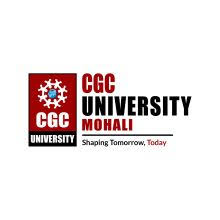 CGC
UNIVERSITY
CGC
UNIVERSITY
MOHALI
Shaping Tomorrow, Today